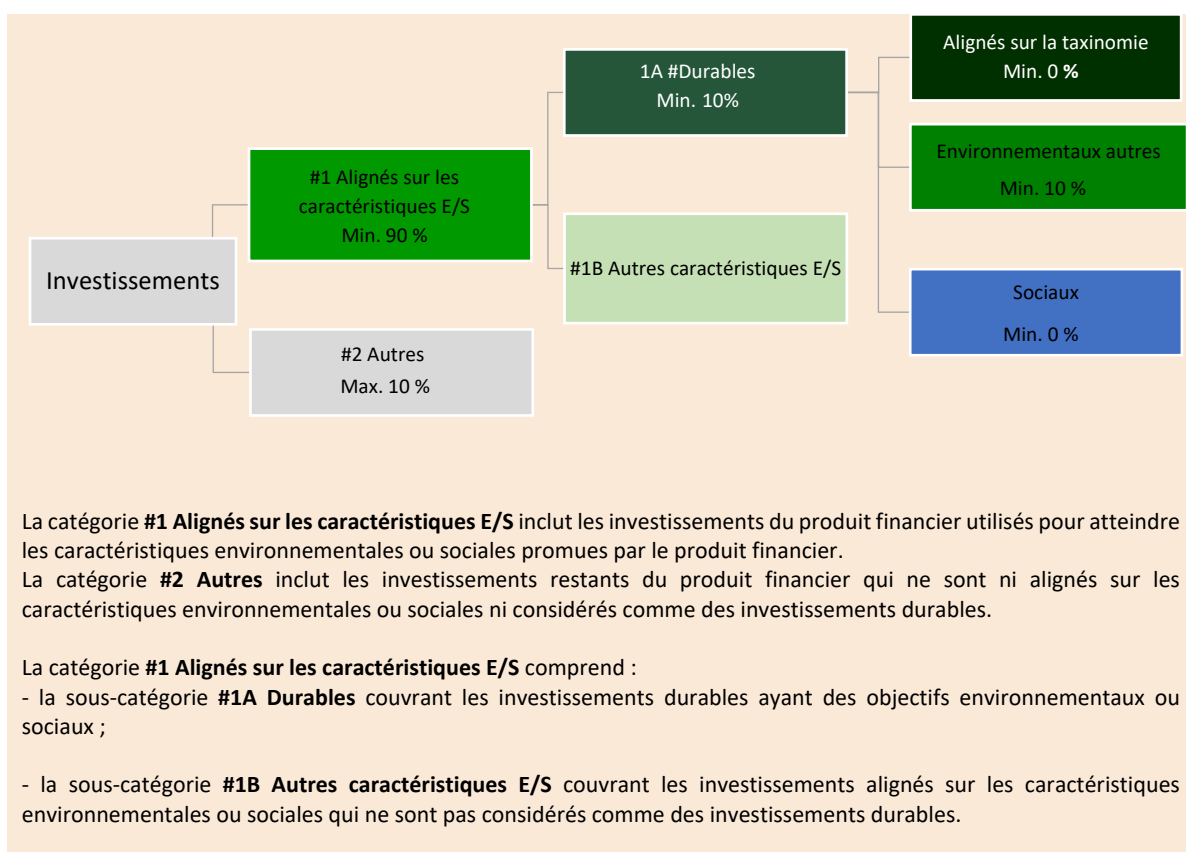 Investissements
#1 Alignés sur les
caractéristiques E/S
Min. 90 %
#2 Autres
Max. 10 %
1A #Durables
Min. 10%
#1B Autres caractéristiques E/S
Alignés sur la taxinomie
Min. 0 %
Environnementaux autres
Min. 10 %
Sociaux
Min. 0 %
La catégorie #1 Alignés sur les caractéristiques E/S inclut les investissements du produit financier utilisés pour atteindre
les caractéristiques environnementales ou sociales promues par le produit financier.
La catégorie #2 Autres inclut les investissements restants du produit financier qui ne sont ni alignés sur les
caractéristiques environnementales ou sociales ni considérés comme des investissements durables.
La catégorie #1 Alignés sur les caractéristiques E/S comprend :
- la sous-catégorie #1A Durables couvrant les investissements durables ayant des objectifs environnementaux ou
sociaux ;
- la sous-catégorie #1B Autres caractéristiques E/S couvrant les investissements alignés sur les caractéristiques
environnementales ou sociales qui ne sont pas considérés comme des investissements durables.